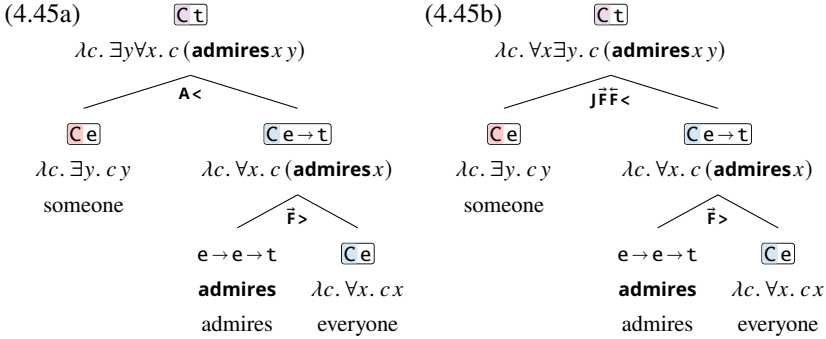 (4.45a) C t (4.45b) C t
λc. ∃y∀x. c (admires x y) λc. ∀x∃y. c (admires x y)
A< JF⃗F⃖<
C e C e→t C e C e→t
λc. ∃y. c y λc. ∀x. c (admires x) λc. ∃y. c y λc. ∀x. c (admires x)
someone someone
F⃗> F⃗>
e→e→t C e e→e→t C e
admires λc. ∀x. c x admires λc. ∀x. c x
admires everyone admires everyone